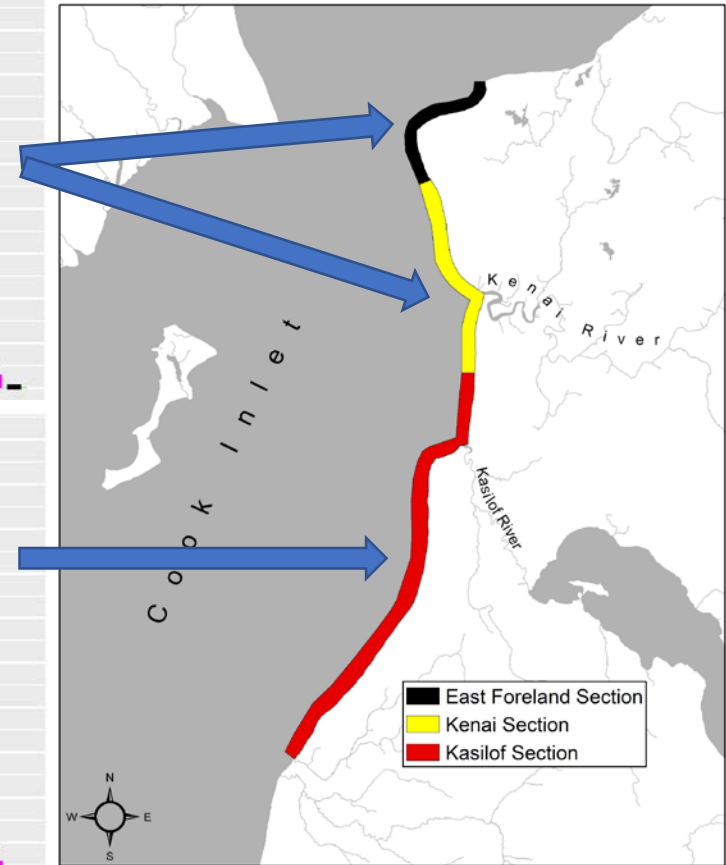 Kenai River
Cook Inlet
Kasilof River
East Foreland Section
Kenai Section
Kasilof Section
N
W E
S